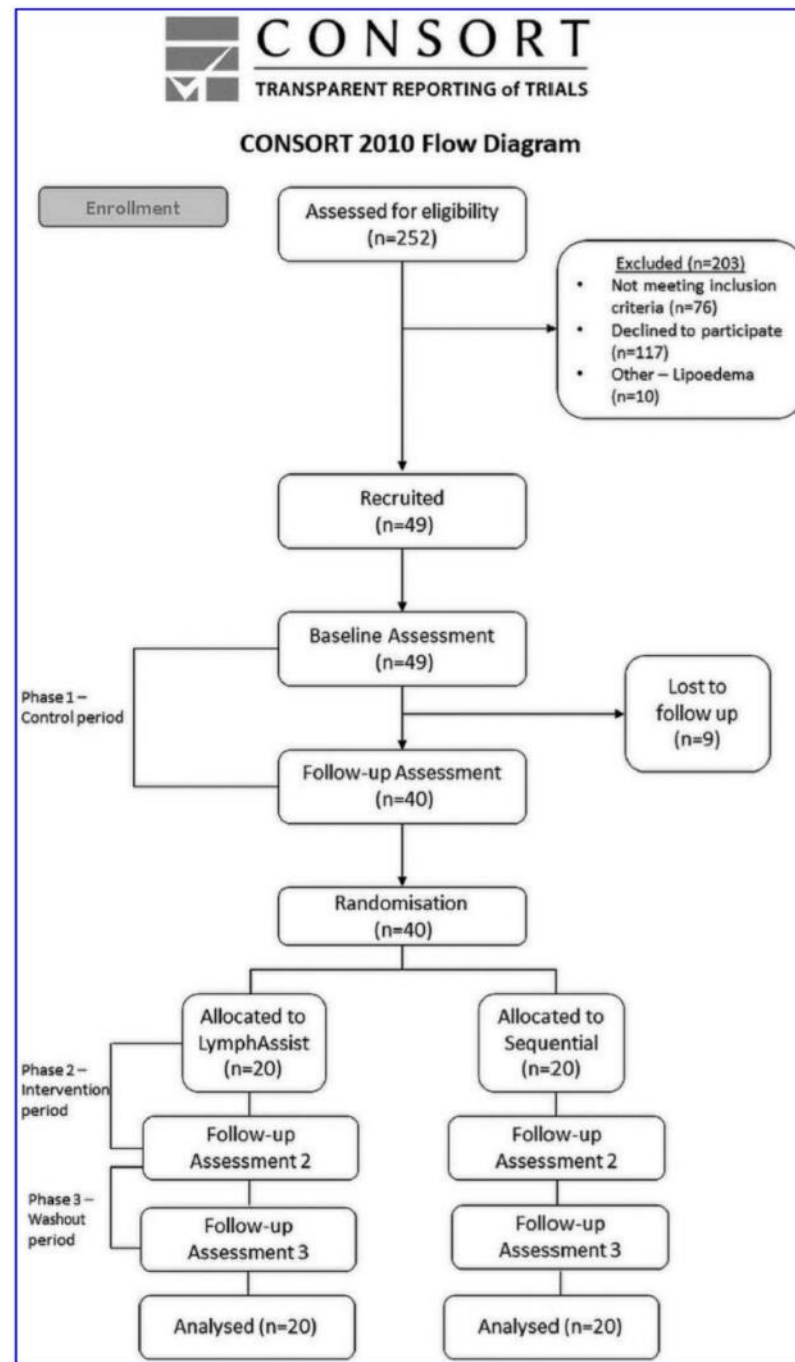 CONSORT
TRANSPARENT REPORTING of TRIALS
CONSORT 2010 Flow Diagram
Enrollment
Assessed for eligibility
(n=252)
Excluded (n=203)
• Not meeting inclusion
criteria (n=76)
• Declined to participate
(n=117)
• Other – Lipoedema
(n=10)
Recruited
(n=49)
Baseline Assessment
(n=49)
Phase 1 –
Control period
Lost to
follow up
(n=9)
Follow-up Assessment
(n=40)
Randomisation
(n=40)
Allocated to
LymphAssist
(n=20)
Allocated to
Sequential
(n=20)
Phase 2 –
Intervention
period
Follow-up
Assessment 2
Follow-up
Assessment 2
Phase 3 –
Washout
period
Follow-up
Assessment 3
Follow-up
Assessment 3
Analysed (n=20)
Analysed (n=20)